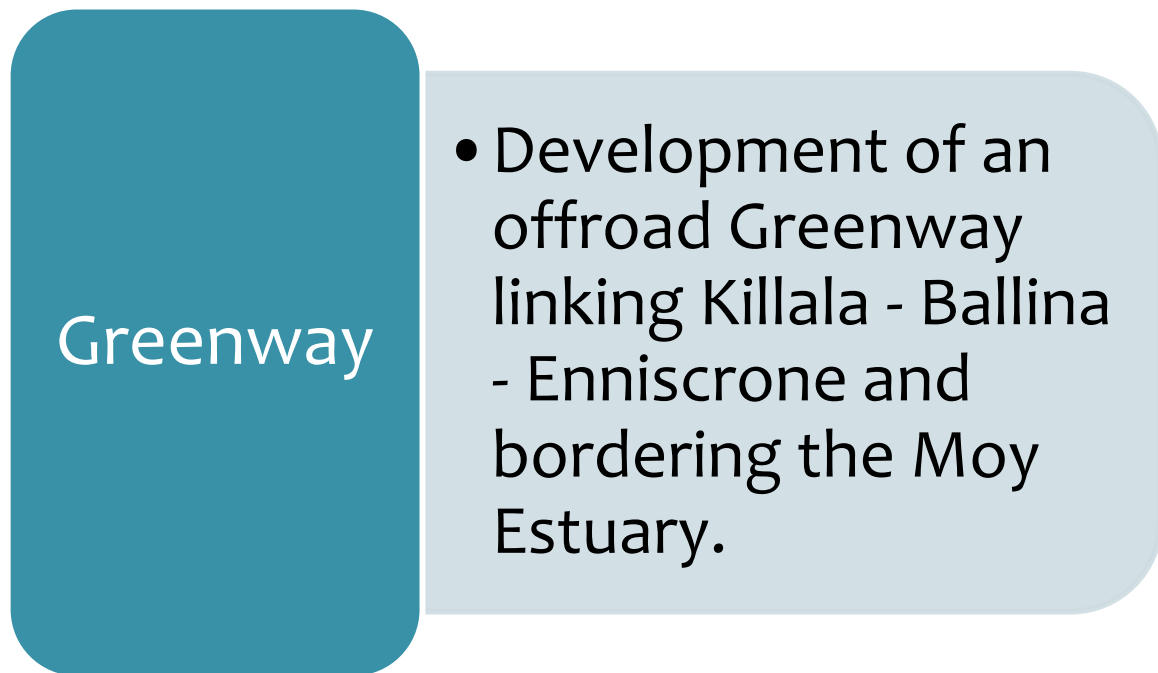 Greenway
• Development of an
offroad Greenway
linking Killala - Ballina
- Enniscrone and
bordering the Moy
Estuary.